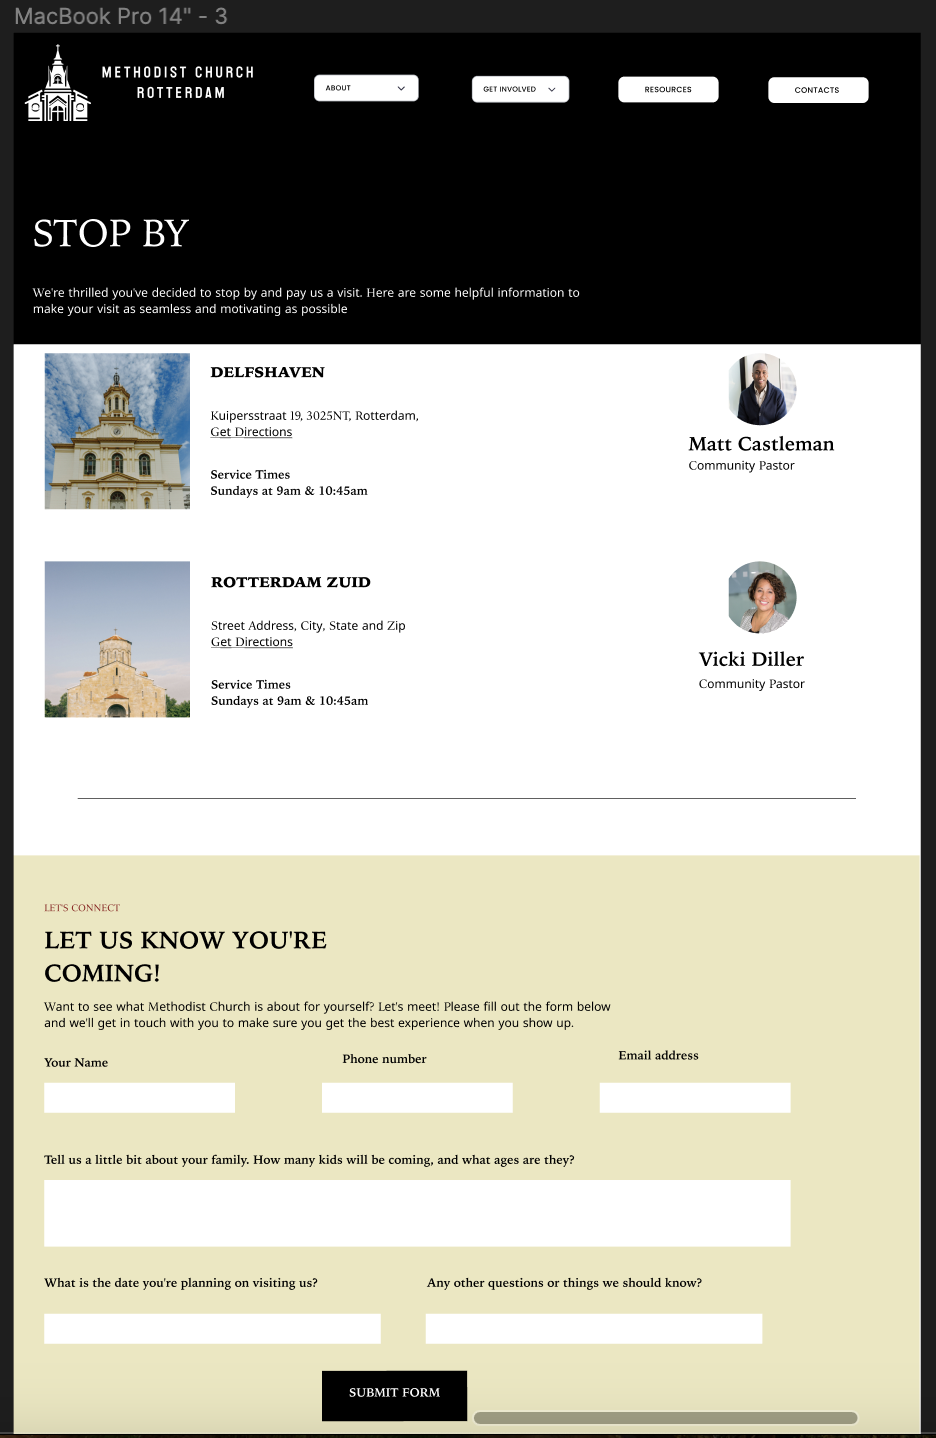 MacBook Pro 14" - 3
METHODIST CHURCH
ROTTERDAM
ABOUT
GET INVOLVED
RESOURCES
CONTACTS
STOP BY
We're thrilled you've decided to stop by and pay us a visit. Here are some helpful information to
make your visit as seamless and motivating as possible
DELFSHAVEN
Kuipersstraat 19, 3025NT, Rotterdam,
Get Directions
Service Times
Sundays at 9am & 10:45am
Matt Castleman
Community Pastor
ROTTERDAM ZUID
Street Address, City, State and Zip
Get Directions
Service Times
Sundays at 9am & 10:45am
Vicki Diller
Community Pastor
LET'S CONNECT
LET US KNOW YOU'RE
COMING!
Want to see what Methodist Church is about for yourself? Let's meet! Please fill out the form below
and we'll get in touch with you to make sure you get the best experience when you show up.
Your Name
Phone number
Email address
Tell us a little bit about your family. How many kids will be coming, and what ages are they?
What is the date you're planning on visiting us?
Any other questions or things we should know?
SUBMIT FORM